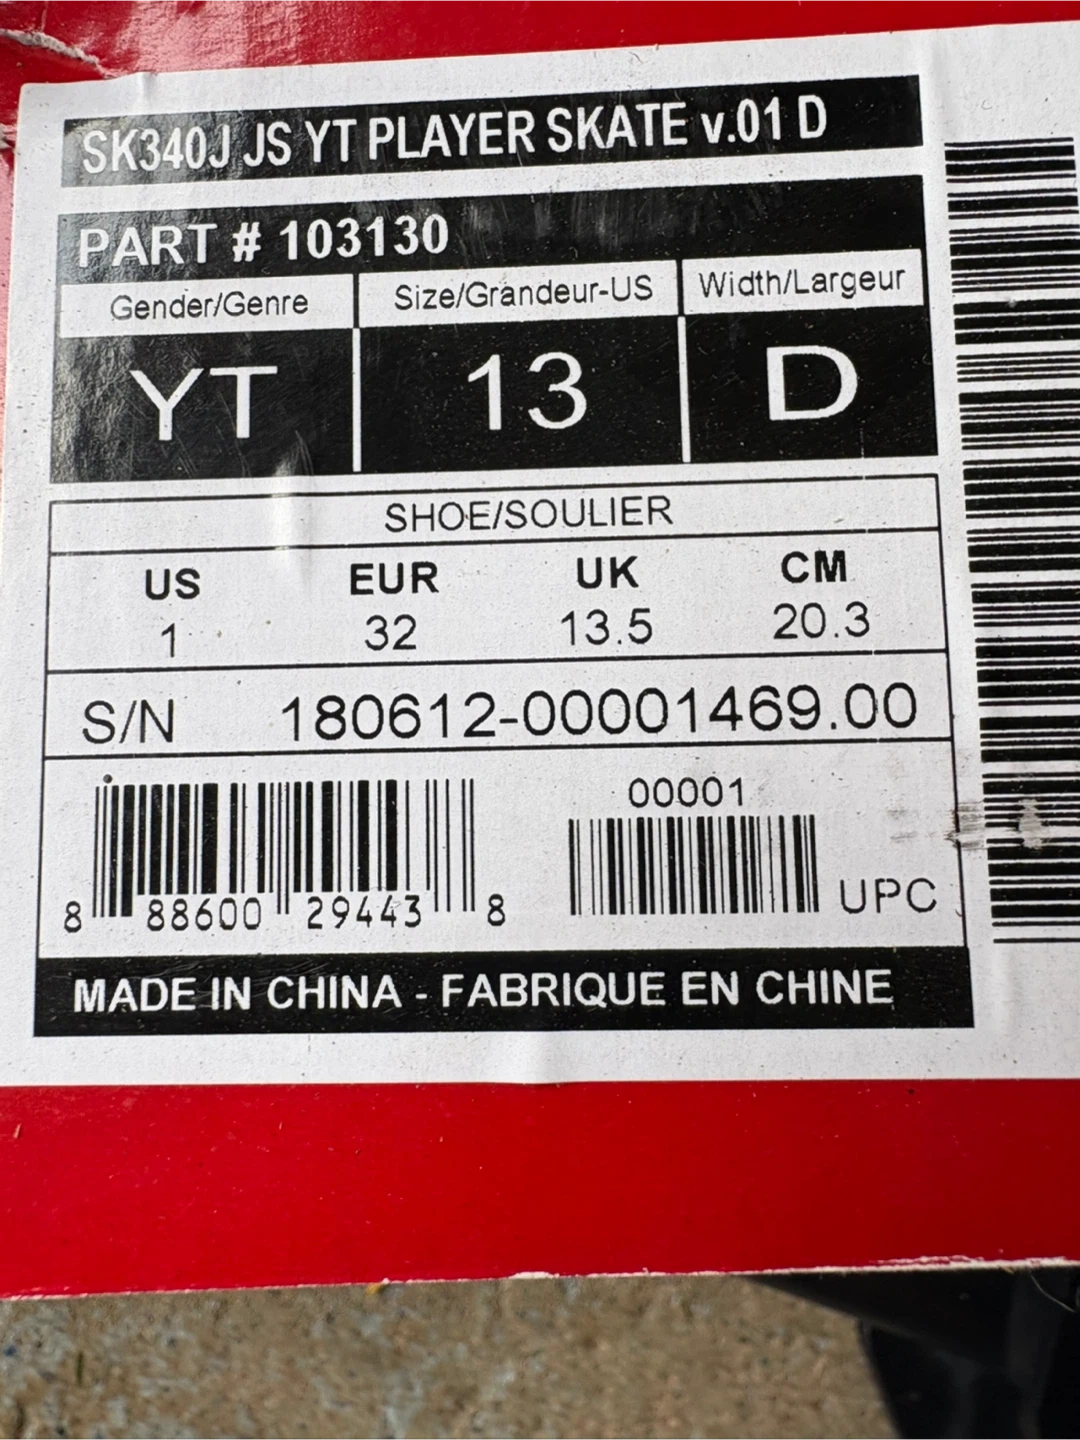 SK340J JS YT PLAYER SKATE v.01 D
PART # 103130
Gender/Genre Size/Grandeur-US Width/Largeur
YT 13 D
SHOE/SOULIER
US EUR UK CM
1 32 13.5 20.3
S/N 180612-00001469.00
00001
8 88600 29443 8 UPC
MADE IN CHINA - FABRIQUE EN CHINE